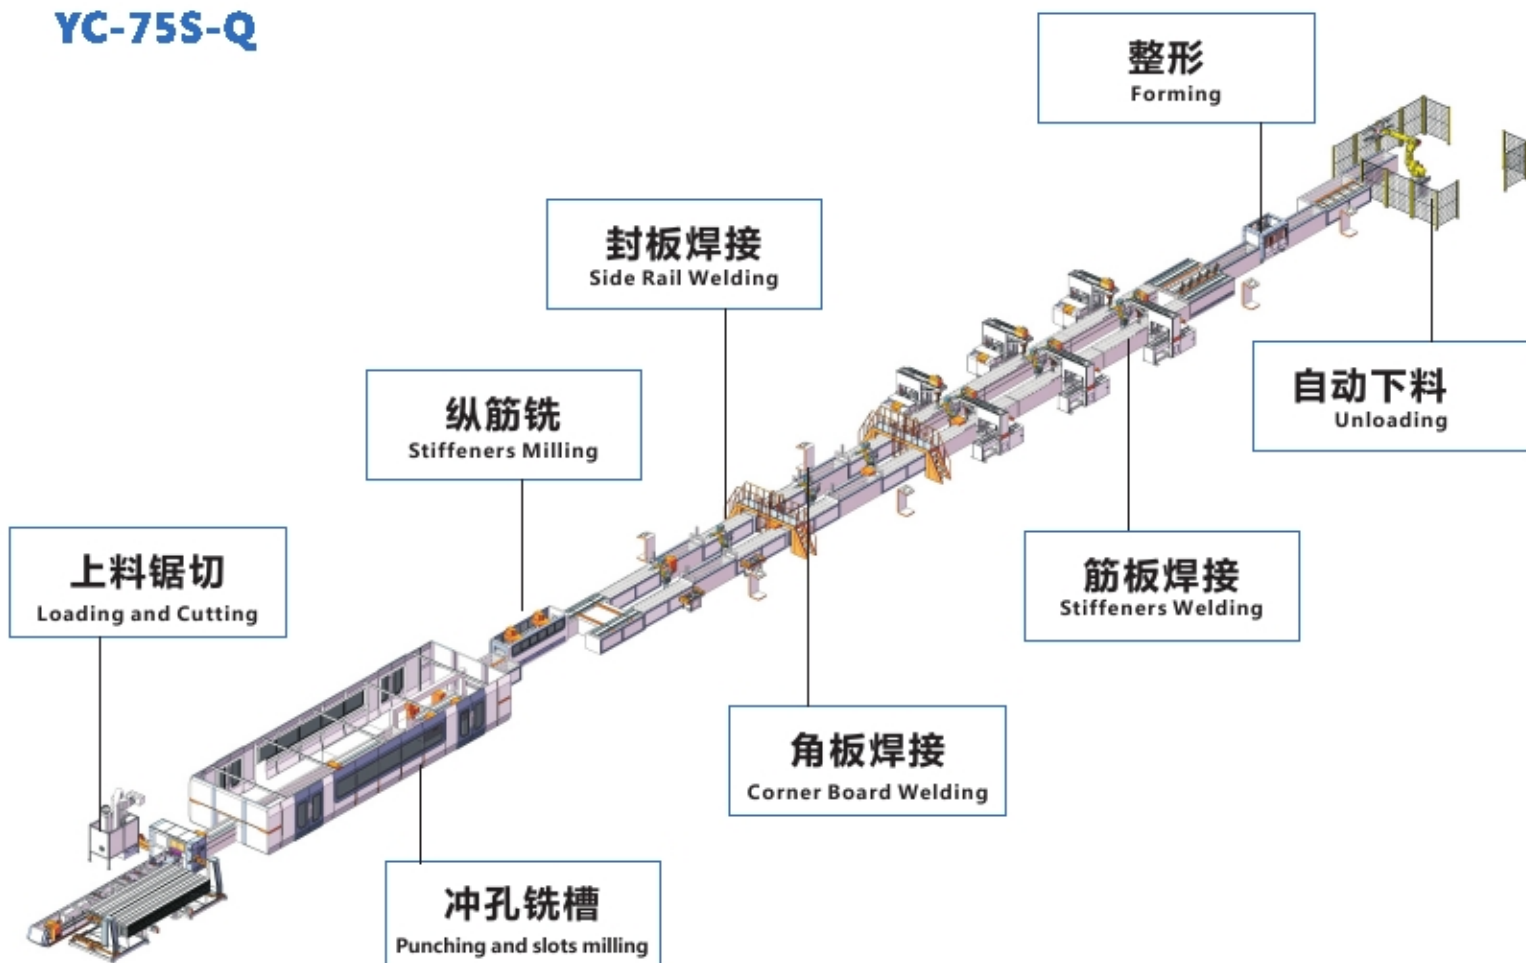 YC-75S-Q
整形
Forming
封板焊接
Side Rail Welding
自动下料
Unloading
纵筋铣
Stiffeners Milling
上料锯切
Loading and Cutting
筋板焊接
Stiffeners Welding
角板焊接
Corner Board Welding
冲孔铣槽
Punching and slots milling